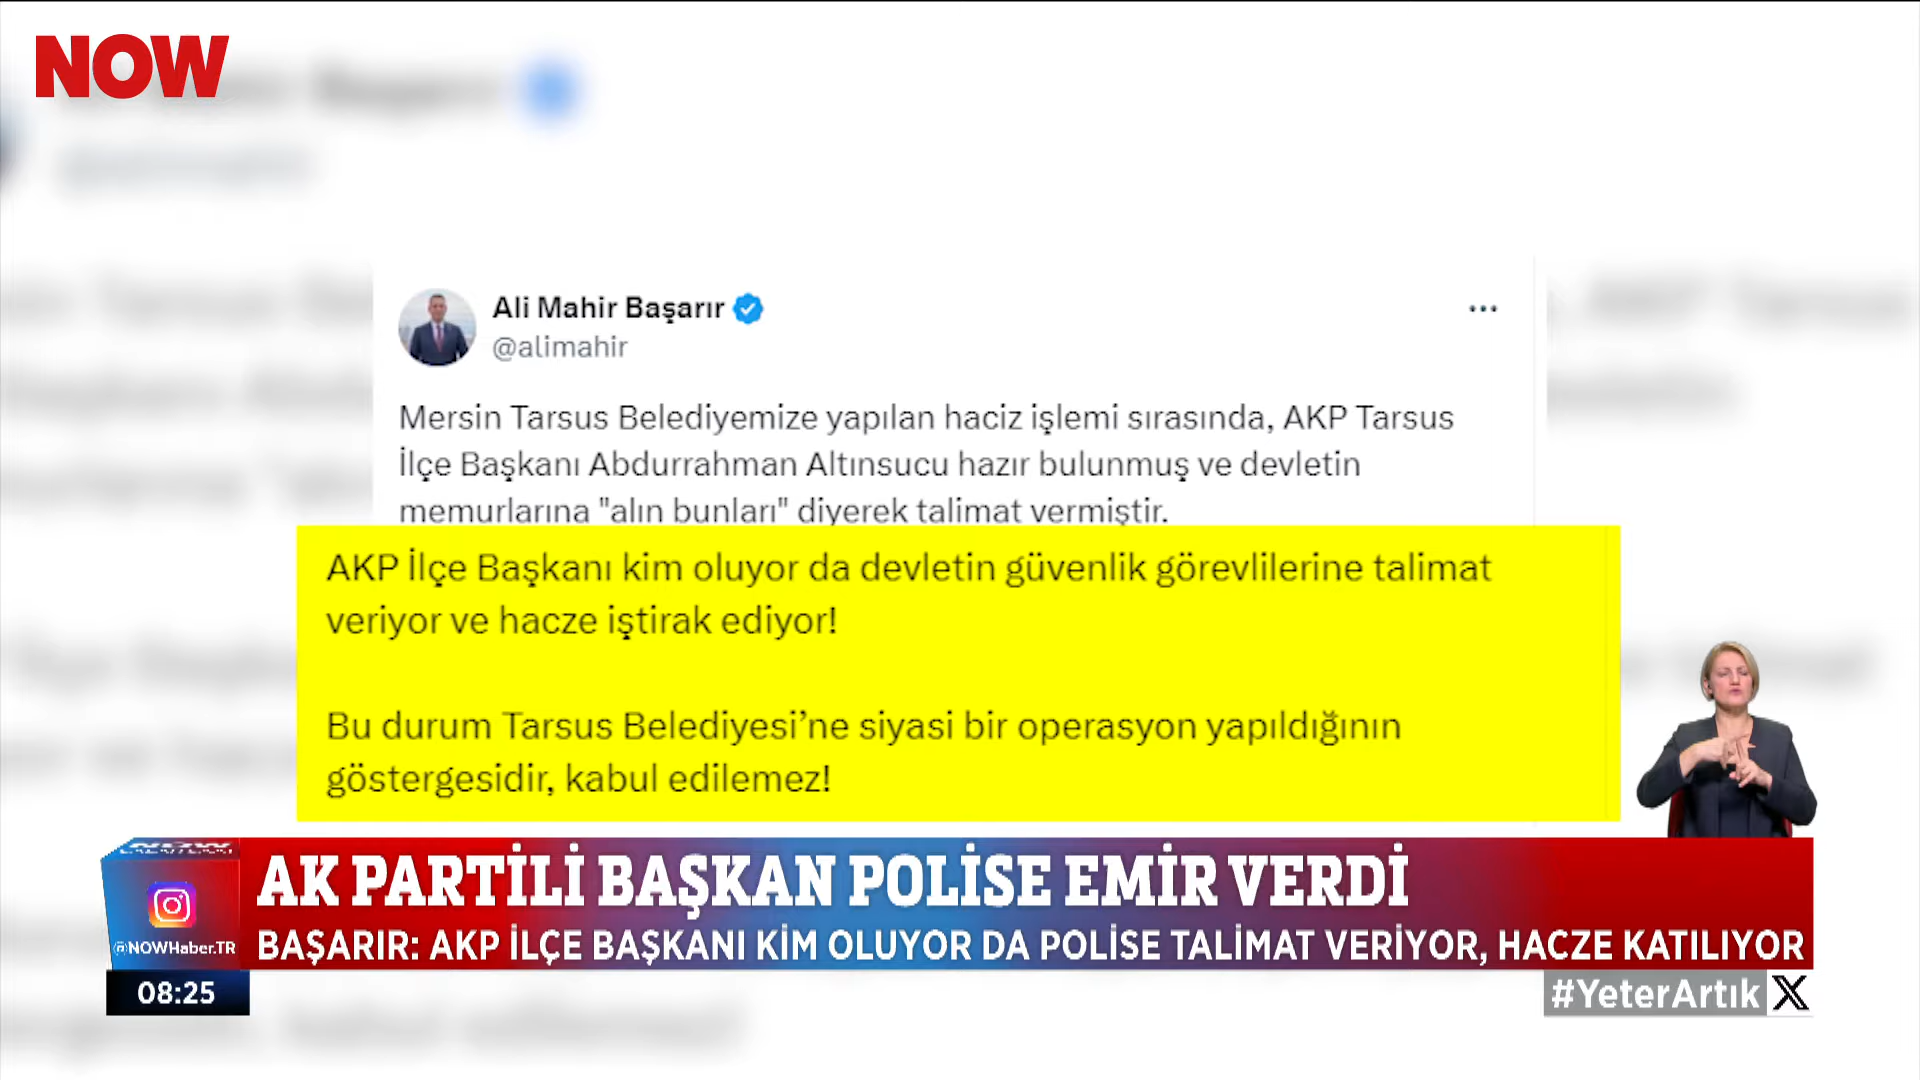 NOW
Ali Mahir Başarır
@alimahir
Mersin Tarsus Belediyemize yapılan haciz işlemi sırasında, AKP Tarsus
İlçe Başkanı Abdurrahman Altınsucu hazır bulunmuş ve devletin
memurlarına "alın bunları" diyerek talimat vermiştir.
AKP İlçe Başkanı kim oluyor da devletin güvenlik görevlilerine talimat
veriyor ve hacze iştirak ediyor!
Bu durum Tarsus Belediyesi’ne siyasi bir operasyon yapıldığının
göstergesidir, kabul edilemez!
AK PARTİLİ BAŞKAN POLİSE EMİR VERDİ
@NOWHaber.TR
BAŞARIR: AKP İLÇE BAŞKANI KİM OLUYOR DA POLİSE TALİMAT VERİYOR, HACZE KATILIYOR
08:25
#YeterArtık X